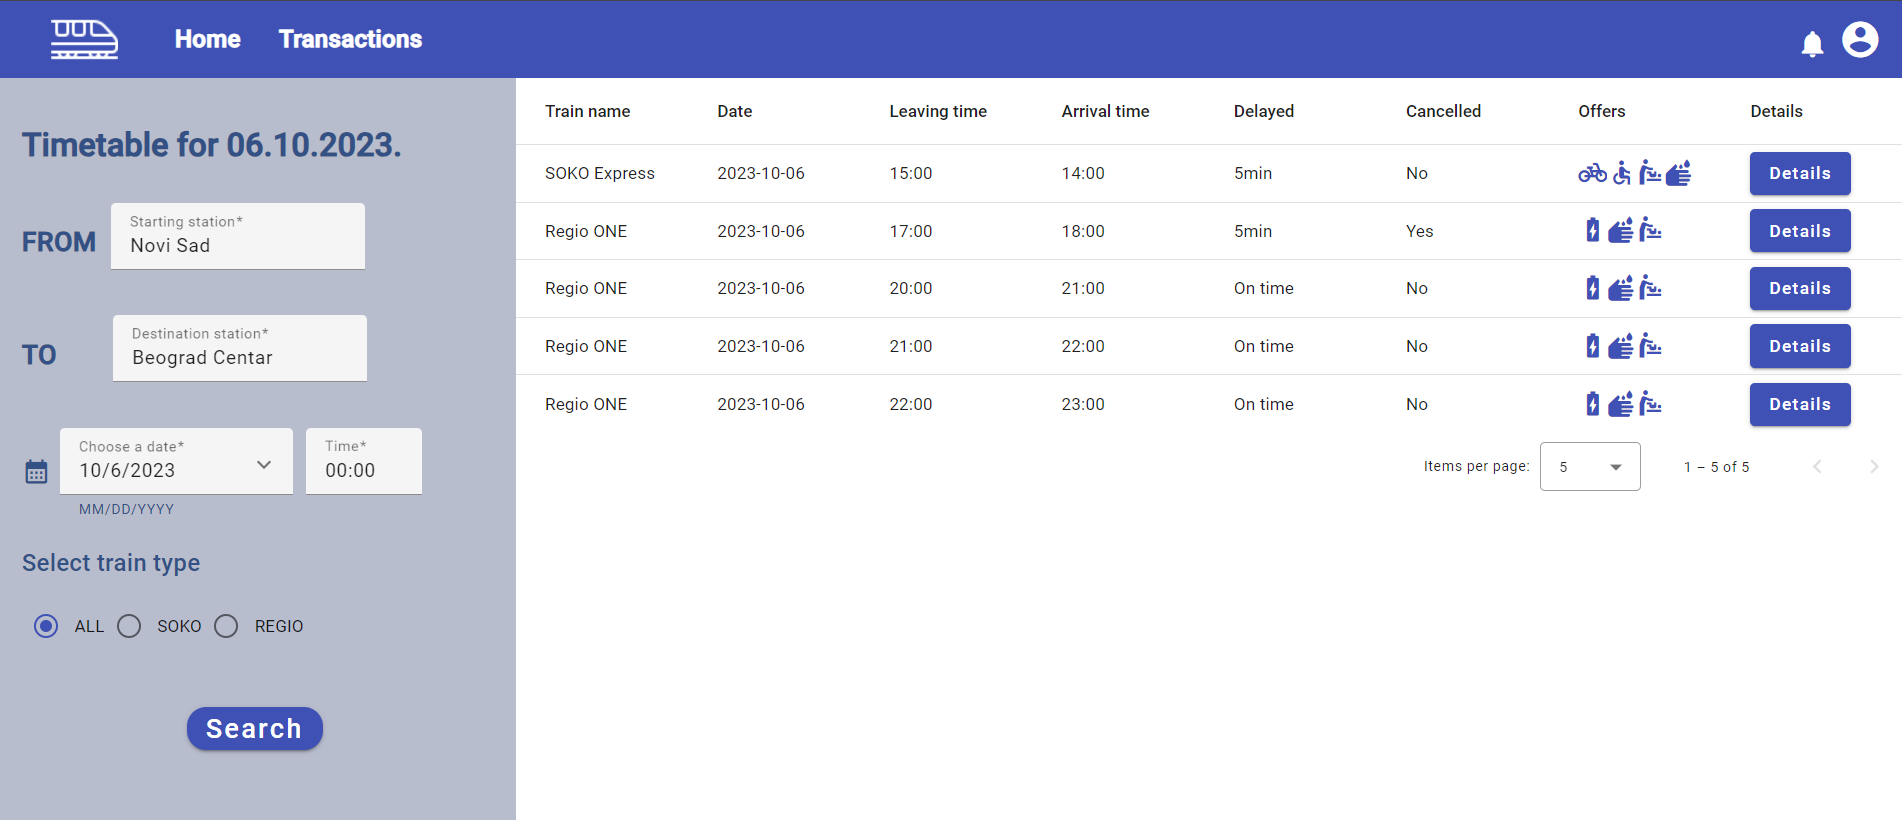 Home Transactions
Timetable for 06.10.2023.
FROM
Starting station*
Novi Sad
TO
Destination station*
Beograd Centar
Choose a date*
10/6/2023
Time*
00:00
MM/DD/YYYY
Select train type
ALL SOKO REGIO
Search
Train name Date Leaving time Arrival time Delayed Cancelled Offers Details
SOKO Express 2023-10-06 15:00 14:00 5min No Details
Regio ONE 2023-10-06 17:00 18:00 5min Yes Details
Regio ONE 2023-10-06 20:00 21:00 On time No Details
Regio ONE 2023-10-06 21:00 22:00 On time No Details
Regio ONE 2023-10-06 22:00 23:00 On time No Details
Items per page: 5 1 – 5 of 5